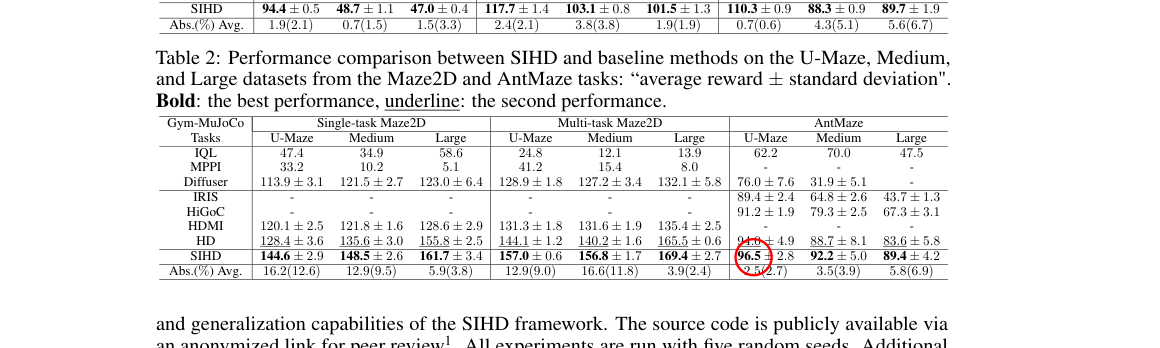 SIHD 94.4 ± 0.5 48.7 ± 1.1 47.0 ± 0.4 117.7 ± 1.4 103.1 ± 0.8 101.5 ± 1.3 110.3 ± 0.9 88.3 ± 0.9 89.7 ± 1.9
Abs.(%) Avg. 1.9(2.1) 0.7(1.5) 1.5(3.3) 2.4(2.1) 3.8(3.8) 1.9(1.9) 0.7(0.6) 4.3(5.1) 5.6(6.7)
Table 2: Performance comparison between SIHD and baseline methods on the U-Maze, Medium,
and Large datasets from the Maze2D and AntMaze tasks: “average reward ± standard deviation".
Bold: the best performance, underline: the second performance.
Gym-MuJoCo Single-task Maze2D Multi-task Maze2D AntMaze
Tasks U-Maze Medium Large U-Maze Medium Large U-Maze Medium Large
IQL 47.4 34.9 58.6 24.8 12.1 13.9 62.2 70.0 47.5
MPPI 33.2 10.2 5.1 41.2 15.4 8.0 - - -
Diffuser 113.9 ± 3.1 121.5 ± 2.7 123.0 ± 6.4 128.9 ± 1.8 127.2 ± 3.4 132.1 ± 5.8 76.0 ± 7.6 31.9 ± 5.1 -
IRIS - - - - - - 89.4 ± 2.4 64.8 ± 2.6 43.7 ± 1.3
HiGoC - - - - - - 91.2 ± 1.9 79.3 ± 2.5 67.3 ± 3.1
HDMI 120.1 ± 2.5 121.8 ± 1.6 128.6 ± 2.9 131.3 ± 1.8 131.6 ± 1.9 135.4 ± 2.5 - - -
HD 128.4 ± 3.6 135.6 ± 3.0 155.8 ± 2.5 144.1 ± 1.2 140.2 ± 1.6 165.5 ± 0.6 ± 4.9 88.7 ± 8.1 83.6 ± 5.8
SIHD 144.6 ± 2.9 148.5 ± 2.6 161.7 ± 3.4 157.0 ± 0.6 156.8 ± 1.7 169.4 ± 2.7 96.5 ± 2.8 92.2 ± 5.0 89.4 ± 4.2
Abs.(%) Avg. 16.2(12.6) 12.9(9.5) 5.9(3.8) 12.9(9.0) 16.6(11.8) 3.9(2.4) 2.5(2.7) 3.5(3.9) 5.8(6.9)
and generalization capabilities of the SIHD framework. The source code is publicly available via
an anonymized link for peer review1. All experiments are run with five random seeds. Additional